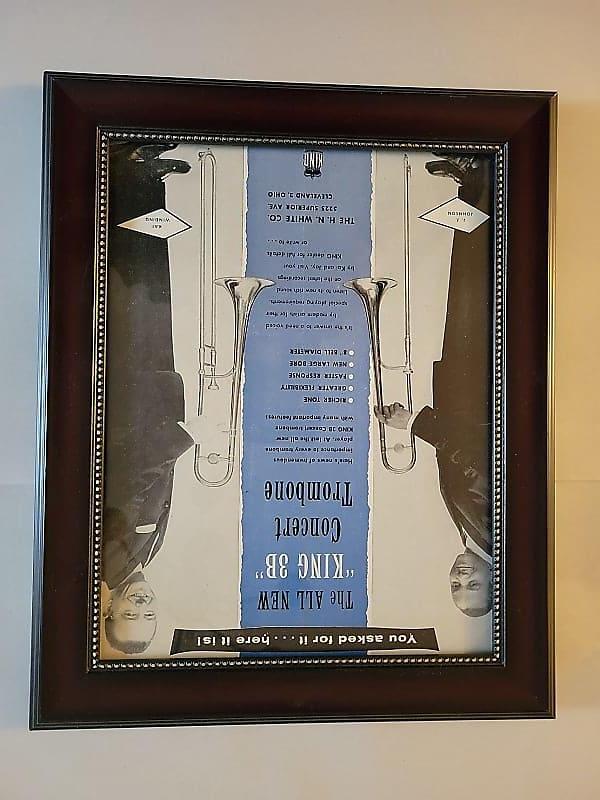 You asked for it....here it is!
The ALL NEW
"KING 3B"
Concert
Trombone
Here's news of tremendous
importance to every trombone
player. At last the all new
KING 3B Concert trombone
with many important features:
RICHER TONE
GREATER FLEXIBILITY
FASTER RESPONSE
NEW LARGE BORE
8" BELL DIAMETER
It's the answer to a need voiced
by modern artists for their
special playing requirements.
Listen to its new rich sound
on the latest recordings
by Kai and Jay. Visit your
KING dealer for full details
or write to ....
THE H. N. WHITE CO.
5225 SUPERIOR AVE.
CLEVELAND 3, OHIO
KING
J. J.
JOHNSON
KAI
WINDING